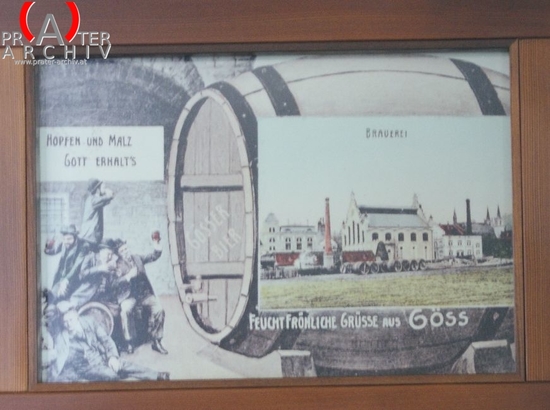 PRATER
ARCHIV
www.prater-archiv.at
HOPFEN UND MALZ
GOTT ERHALT'S
BRAUEREI
GÖSSER
BIER
FEUCHT FRÖHLICHE GRÜSSE AUS GÖSS